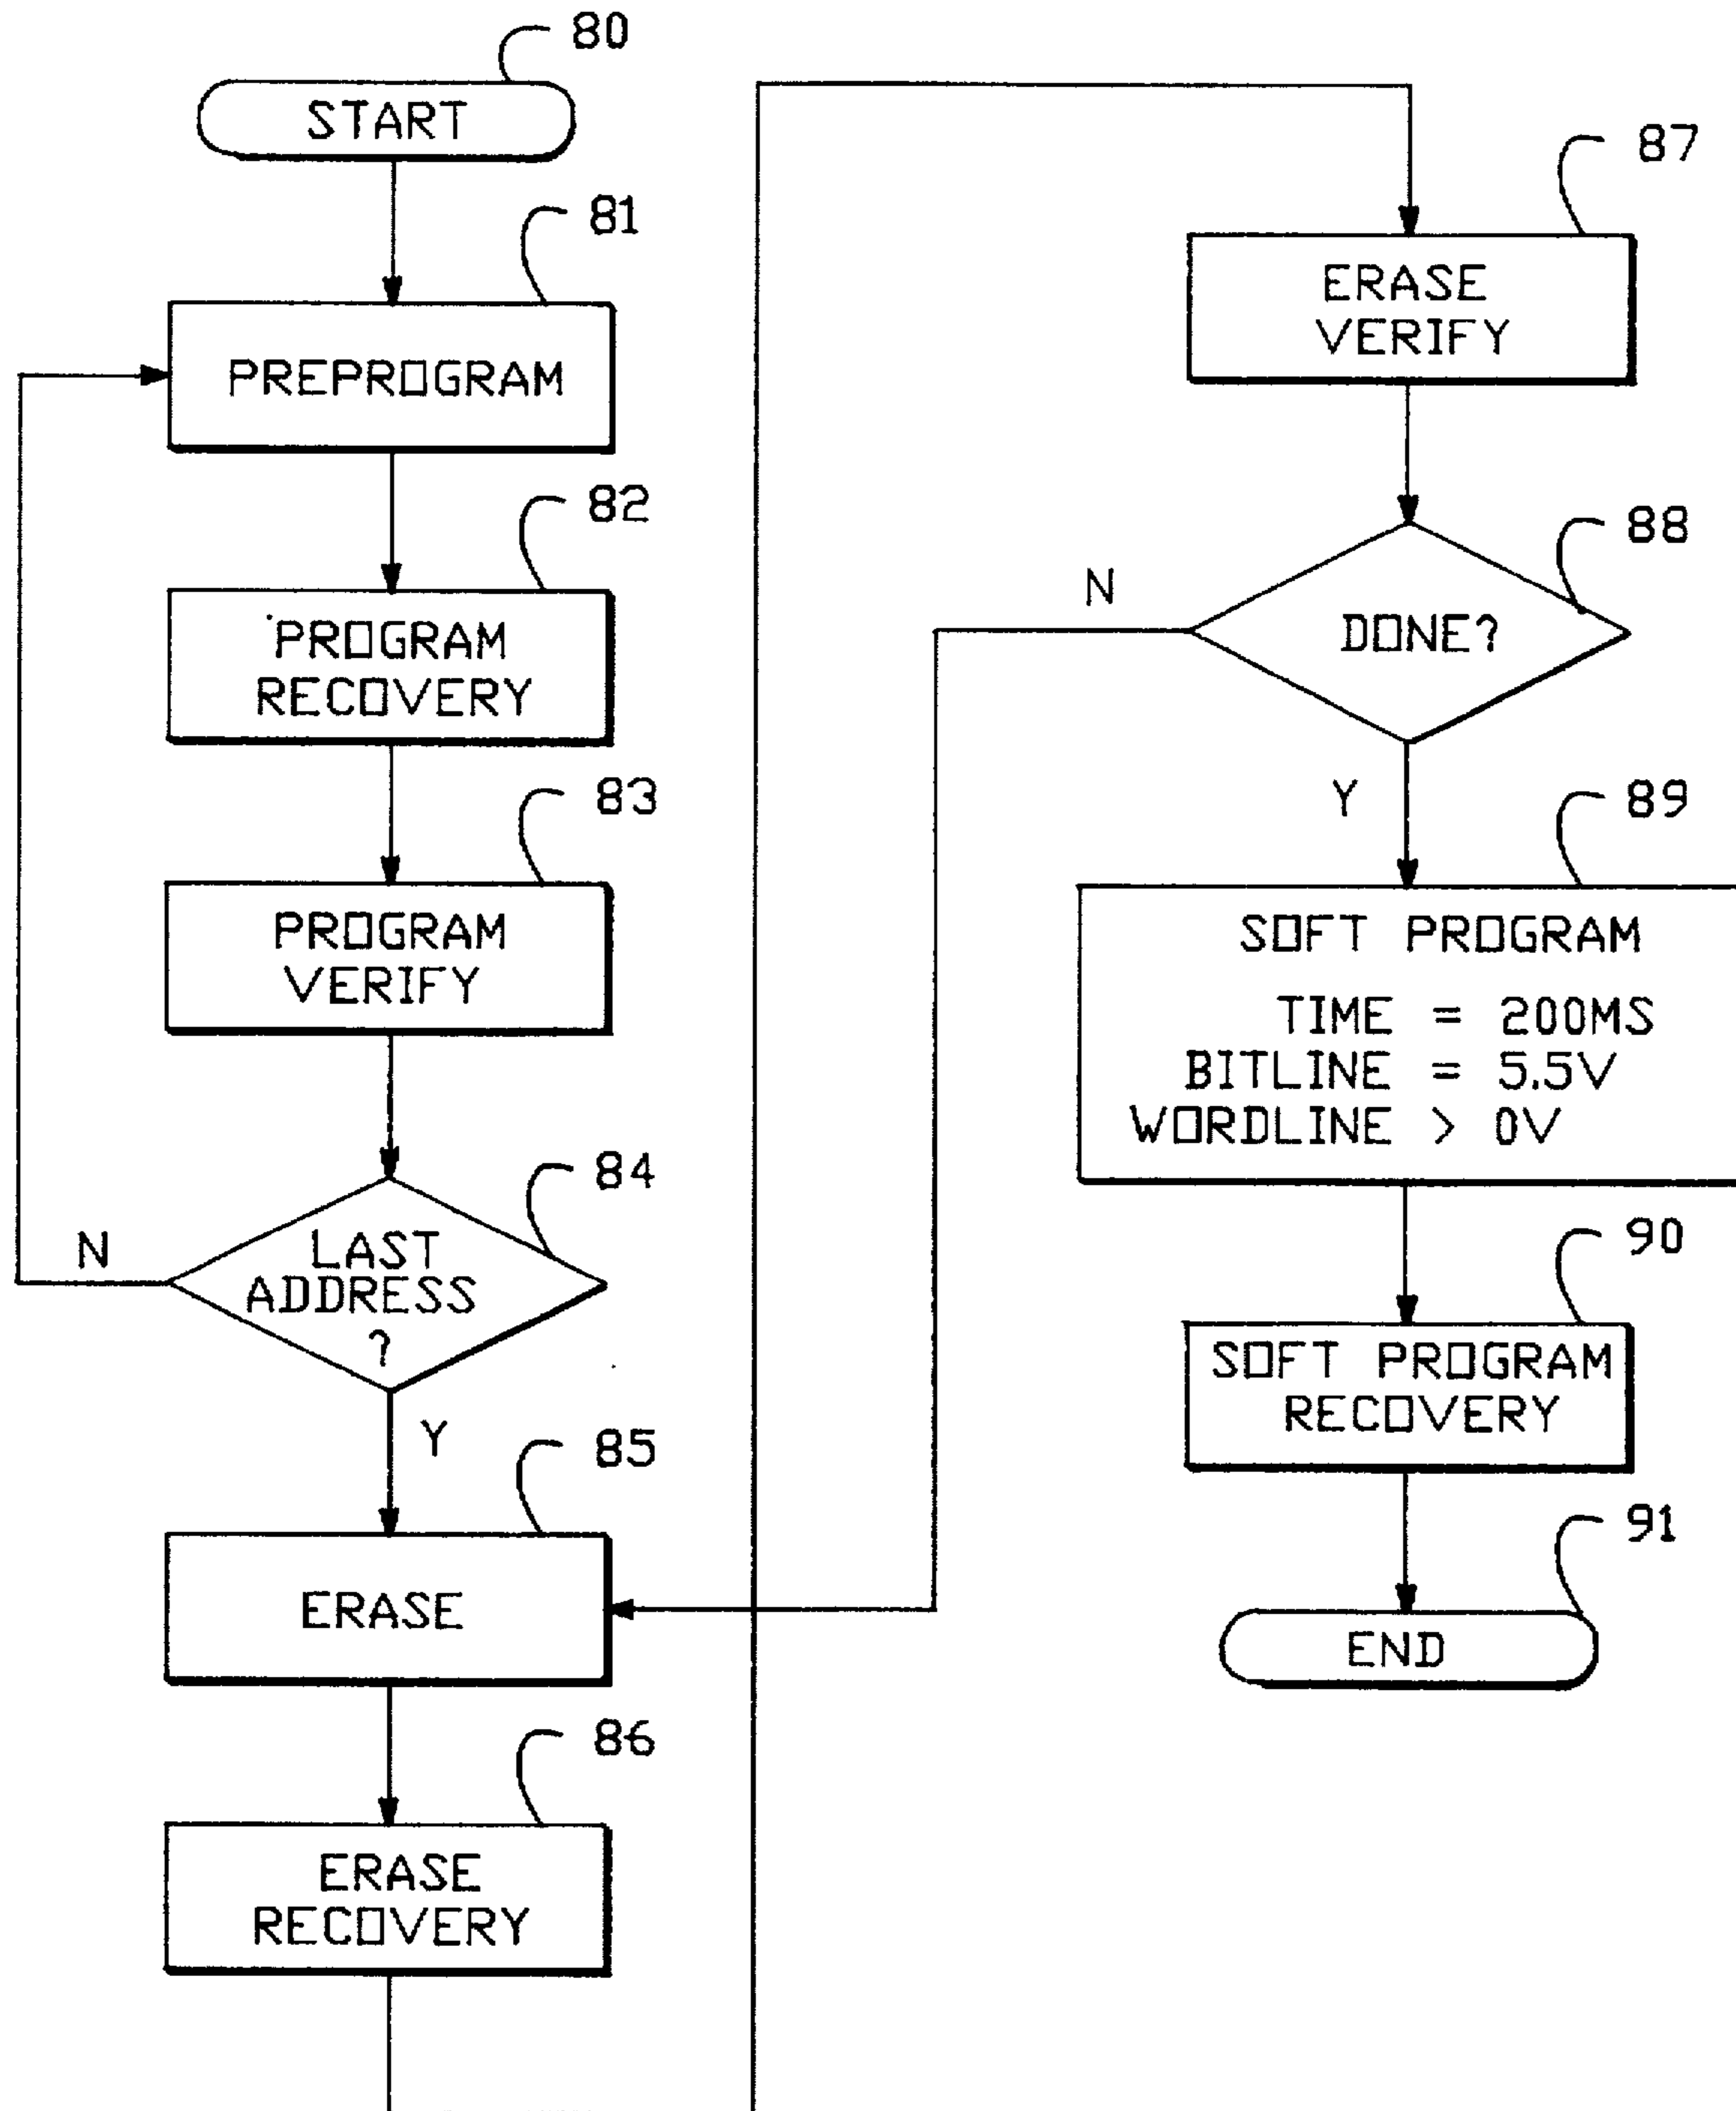 80
START
81
PREPROGRAM
82
PROGRAM
RECOVERY
83
PROGRAM
VERIFY
84
N
LAST
ADDRESS
?
Y
85
ERASE
86
ERASE
RECOVERY
87
ERASE
VERIFY
88
N
DONE?
Y
89
SOFT PROGRAM
TIME = 200MS
BITLINE = 5.5V
WORDLINE > 0V
90
SOFT PROGRAM
RECOVERY
91
END